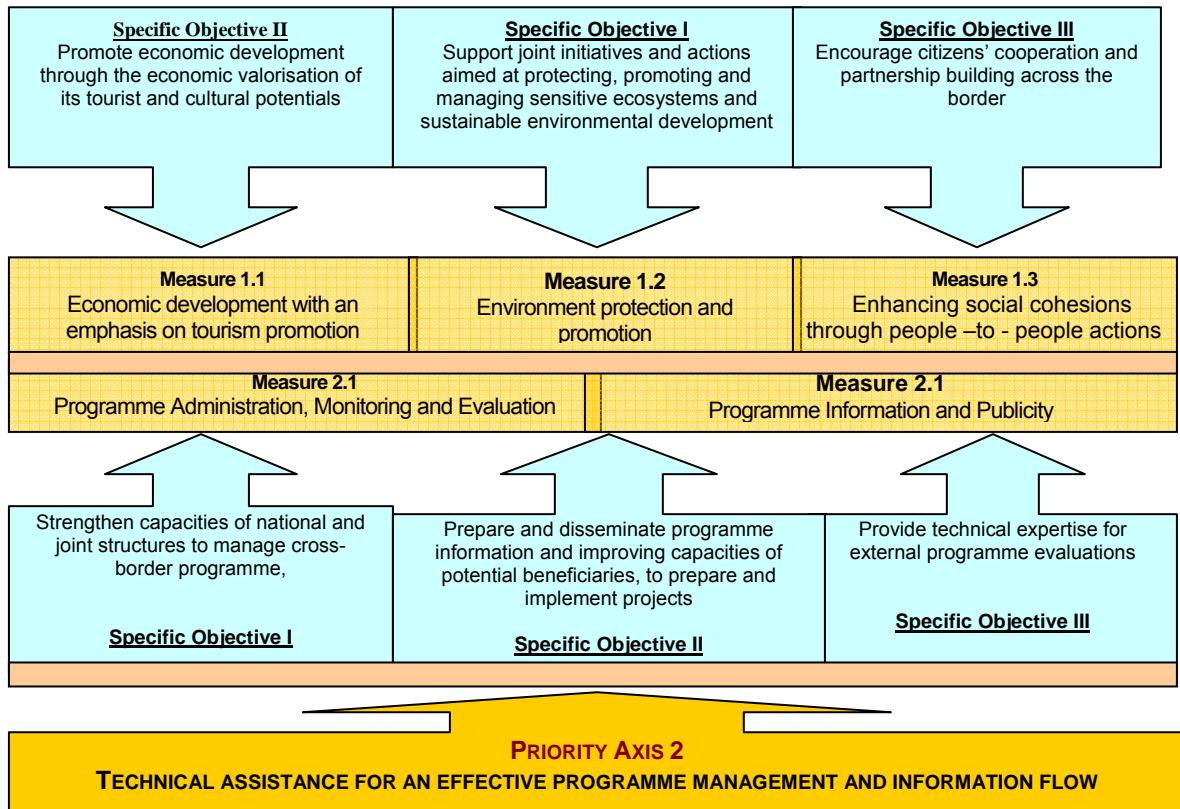 Specific Objective II
Promote economic development
through the economic valorisation of
its tourist and cultural potentials
Specific Objective I
Support joint initiatives and actions
aimed at protecting, promoting and
managing sensitive ecosystems and
sustainable environmental development
Specific Objective III
Encourage citizens’ cooperation and
partnership building across the
border
Measure 1.1
Economic development with an
emphasis on tourism promotion
Measure 1.2
Environment protection and
promotion
Measure 1.3
Enhancing social cohesions
through people –to - people actions
Measure 2.1
Programme Administration, Monitoring and Evaluation
Measure 2.1
Programme Information and Publicity
Strengthen capacities of national and
joint structures to manage cross-
border programme,
Specific Objective I
Prepare and disseminate programme
information and improving capacities of
potential beneficiaries, to prepare and
implement projects
Specific Objective II
Provide technical expertise for
external programme evaluations
Specific Objective III
PRIORITY AXIS 2
TECHNICAL ASSISTANCE FOR AN EFFECTIVE PROGRAMME MANAGEMENT AND INFORMATION FLOW